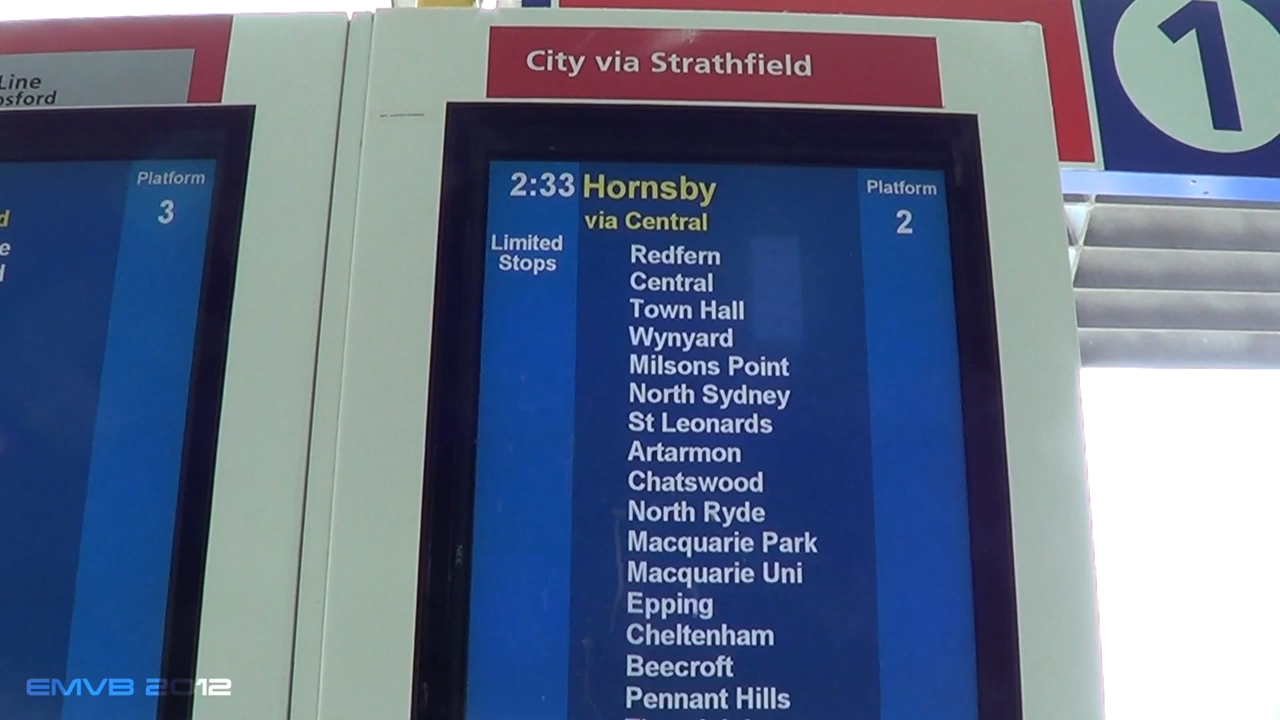 Line
osford
Platform
3
City via Strathfield
1
2:33 Hornsby
via Central
Limited
Stops
Platform
2
Redfern
Central
Town Hall
Wynyard
Milsons Point
North Sydney
St Leonards
Artarmon
Chatswood
North Ryde
Macquarie Park
Macquarie Uni
Epping
Cheltenham
Beecroft
Pennant Hills
d
e
NEC
EMVB 2012